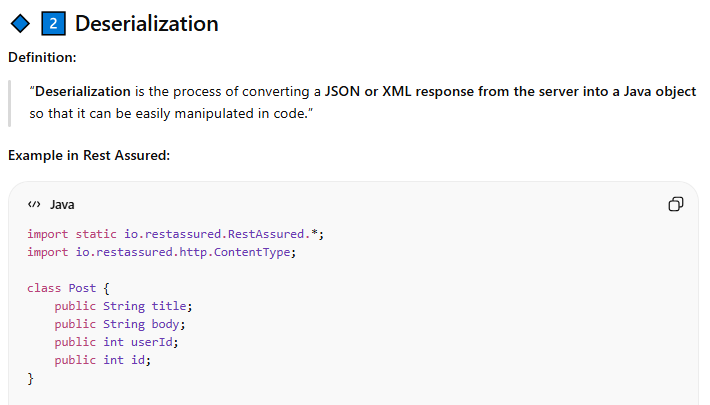 2 Deserialization
Definition:
“Deserialization is the process of converting a JSON or XML response from the server into a Java object
so that it can be easily manipulated in code.”
Example in Rest Assured:
</> Java
import static io.restassured.RestAssured.*;
import io.restassured.http.ContentType;
class Post {
    public String title;
    public String body;
    public int userId;
    public int id;
}